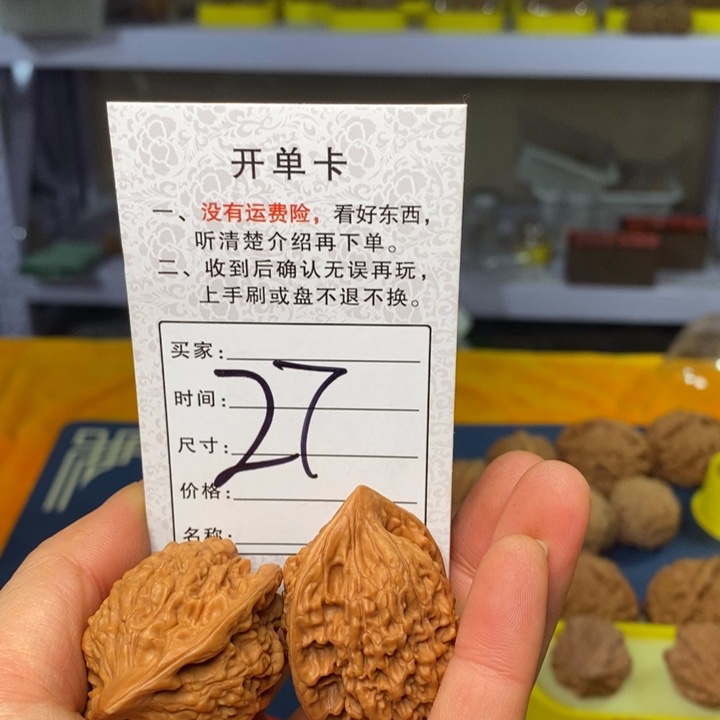 开单卡
一、没有运费险，看好东西，
听清楚介绍再下单。
二、收到后确认无误再玩，
上手刷或盘不退不换。
买家:
时间:
27
尺寸:
价格:
名称: